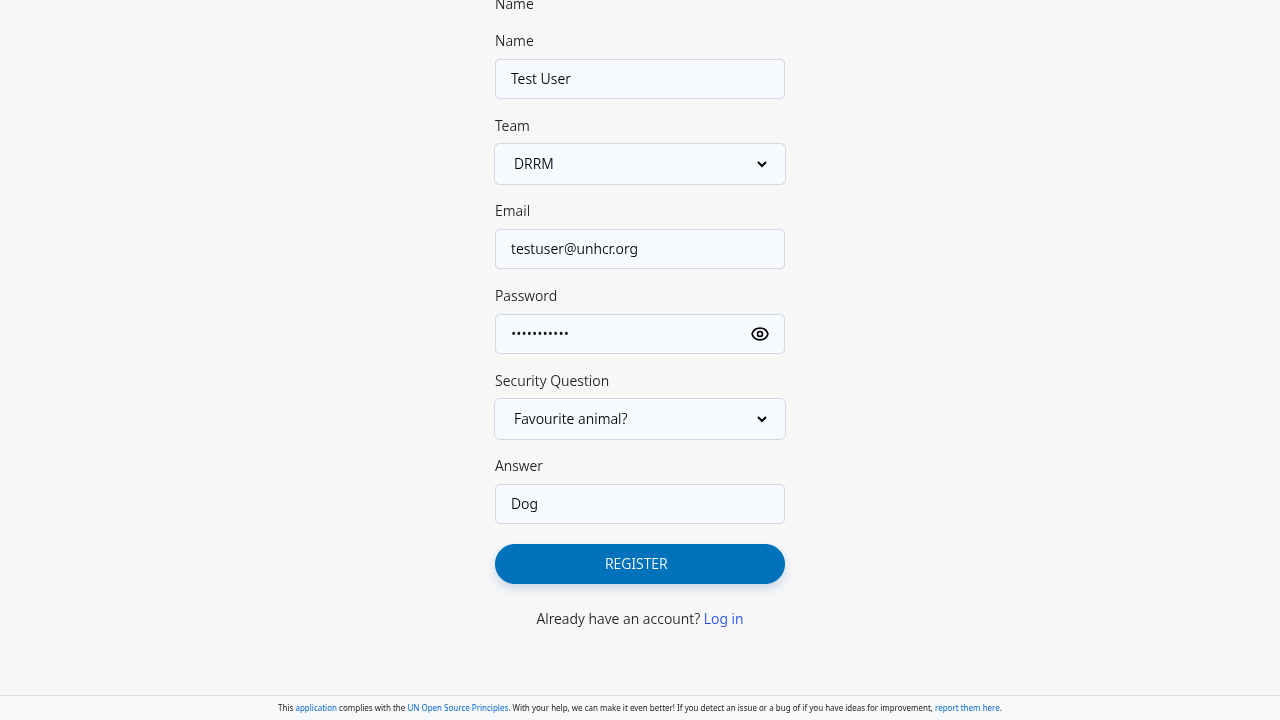 Name
Name
Test User
Team
DRRM
Email
testuser@unhcr.org
Password
•••••••••••
Security Question
Favourite animal?
Answer
Dog
REGISTER
Already have an account? Log in
This application complies with the UN Open Source Principles. With your help, we can make it even better! If you detect an issue or a bug of if you have ideas for improvement, report them here.